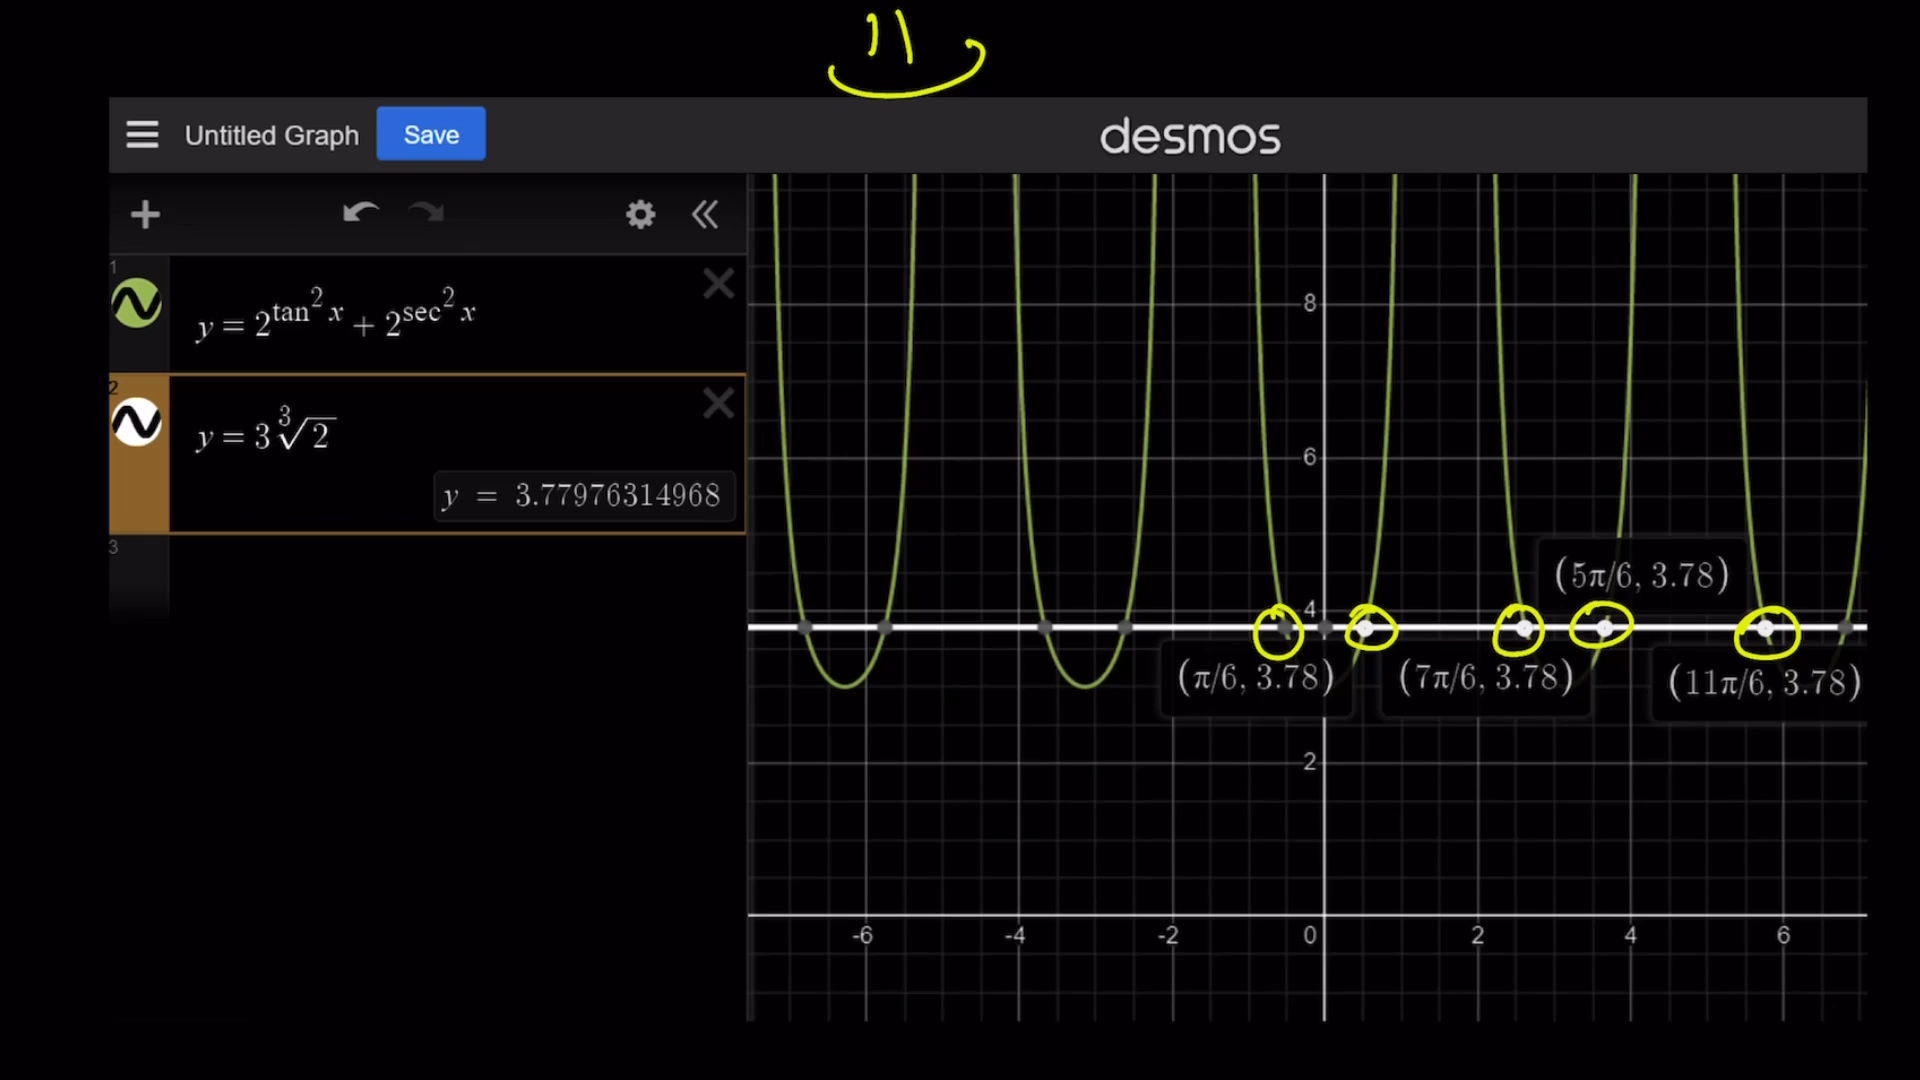 Untitled Graph Save desmos
1
y = 2^{tan^2 x} + 2^{sec^2 x}
2
y = 3∛2
y = 3.77976314968
3
8
6
(5π/6, 3.78)
4
(π/6, 3.78) (7π/6, 3.78) (11π/6, 3.78)
2
-6 -4 -2 0 2 4 6